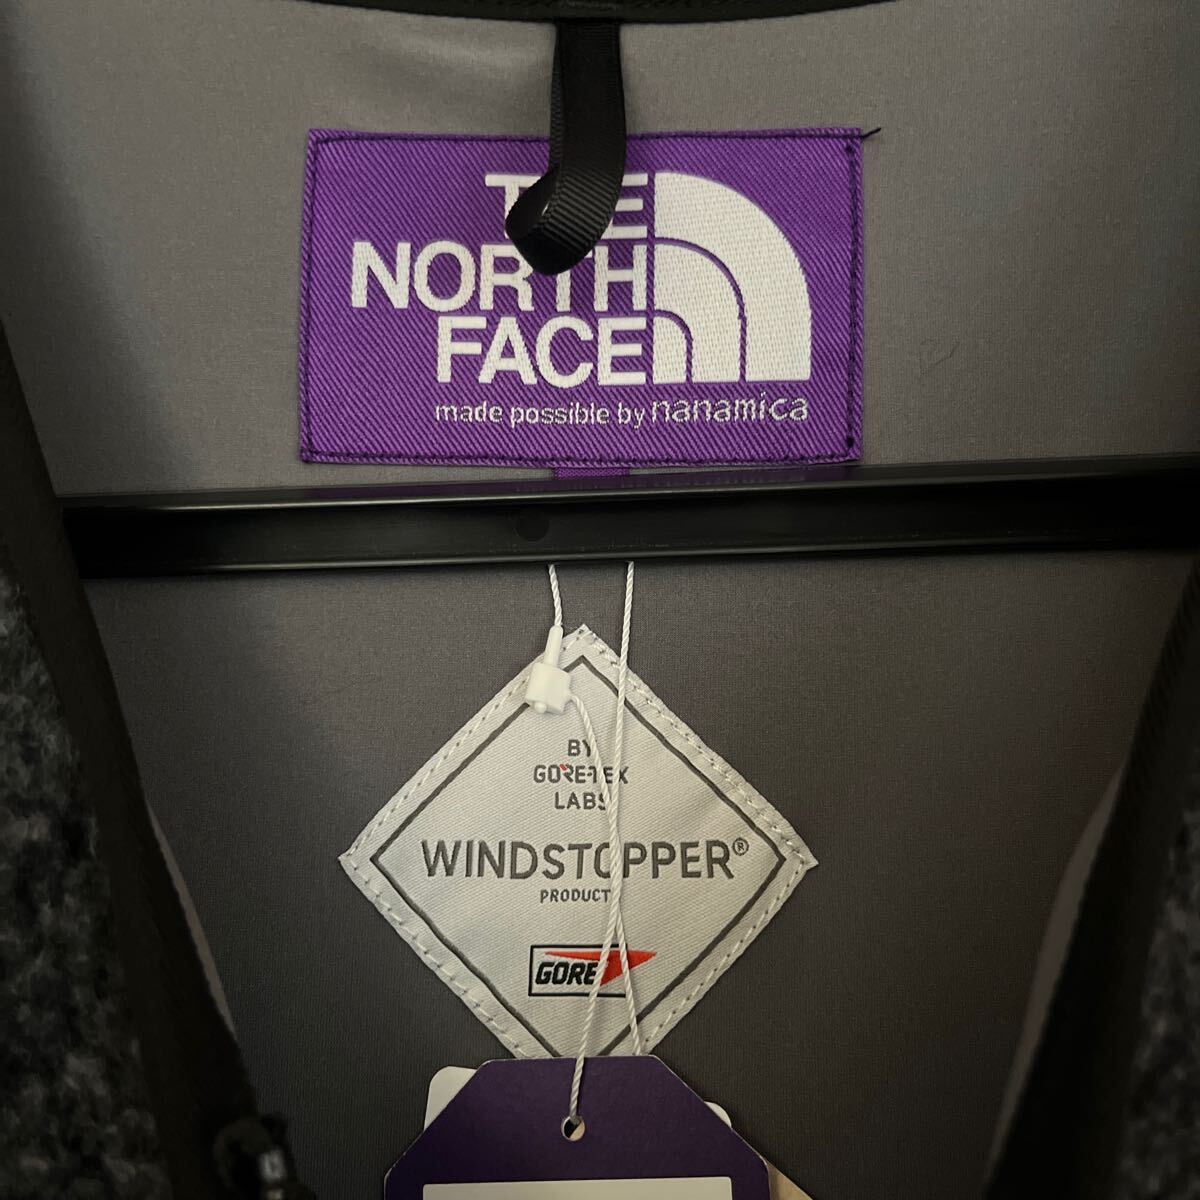 THE
NORTH
FACE
made possible by nanamica
BY
GORE-TEX
LABS
WINDSTOPPER®
PRODUCT
GORE